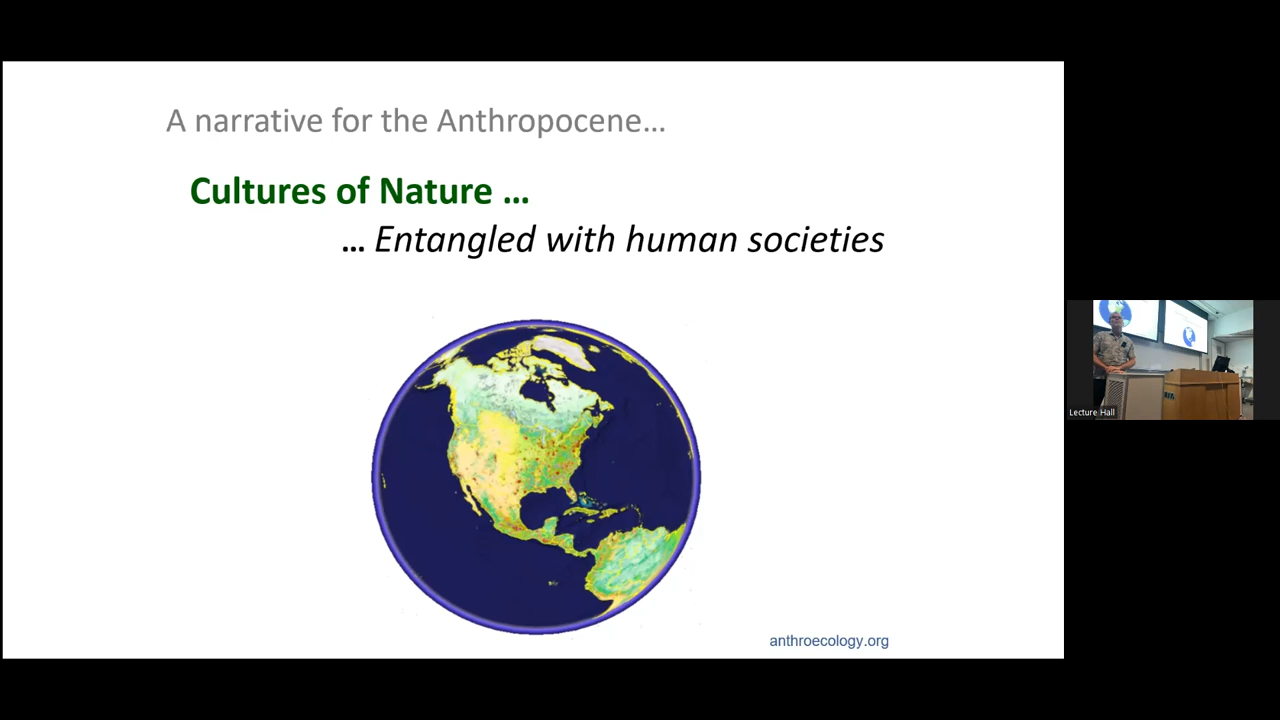 A narrative for the Anthropocene…
Cultures of Nature …
… Entangled with human societies
anthroecology.org
Lecture Hall